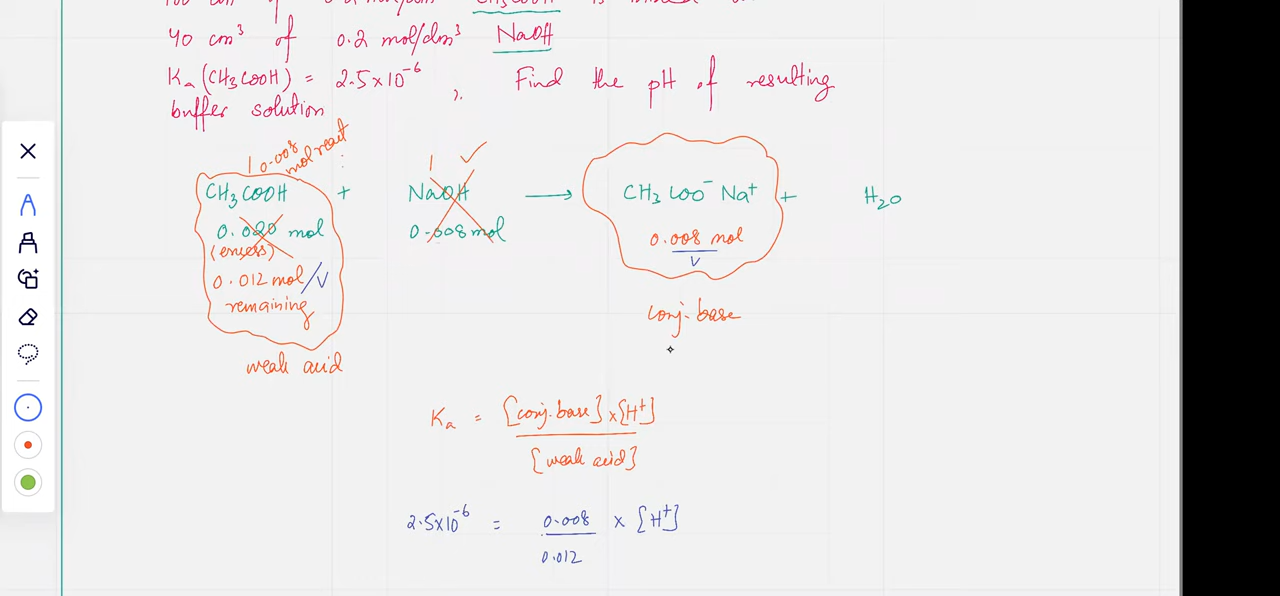 CH3COOH
40 cm³ of 0.2 mol/dm³ NaOH
Ka (CH3COOH) = 2.5×10⁻⁶ , Find the pH of resulting
buffer solution
1 0.008 mol react
:
1 ✓
CH3COOH + NaOH ⟶ CH3COO⁻Na⁺ + H2O
0.020 mol 0.008 mol 0.008 mol
(excess) V
0.012 mol/V
remaining
conj. base
weak acid
Ka = [conj. base] × [H⁺]
[weak acid]
2.5×10⁻⁶ = 0.008 × [H⁺]
0.012